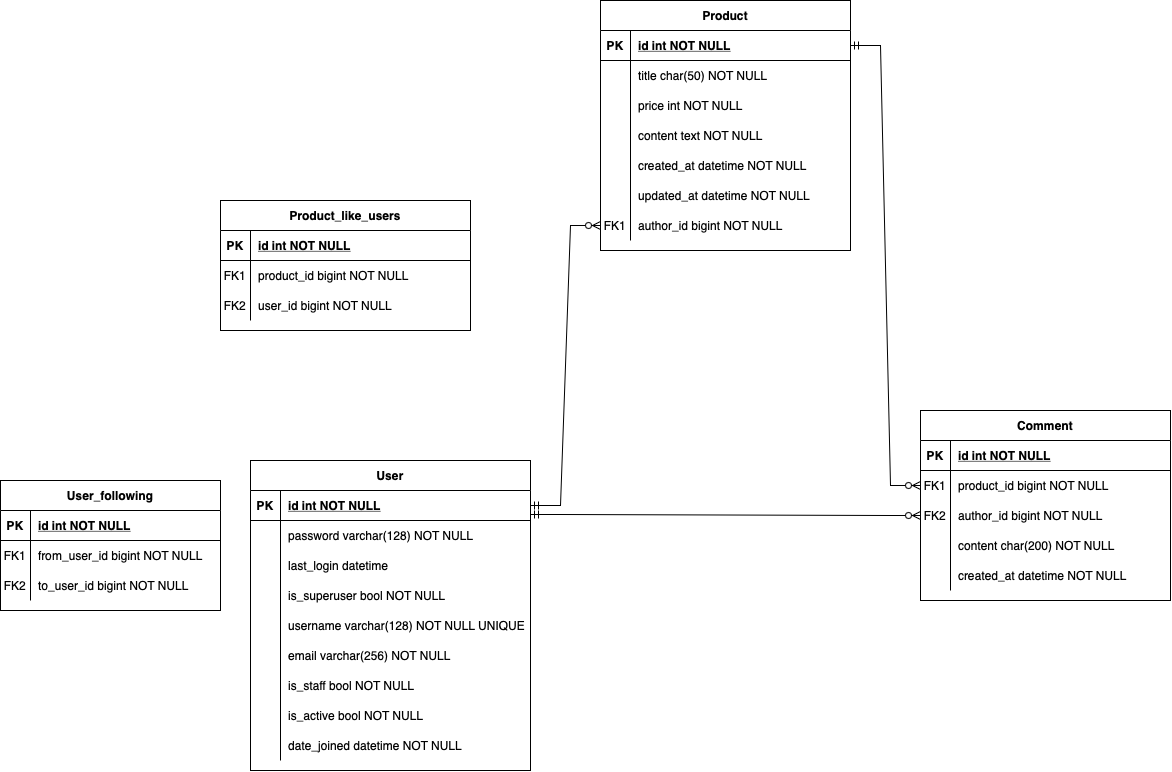 Product
PK id int NOT NULL
title char(50) NOT NULL
price int NOT NULL
content text NOT NULL
created_at datetime NOT NULL
updated_at datetime NOT NULL
FK1 author_id bigint NOT NULL
Product_like_users
PK id int NOT NULL
FK1 product_id bigint NOT NULL
FK2 user_id bigint NOT NULL
Comment
PK id int NOT NULL
FK1 product_id bigint NOT NULL
FK2 author_id bigint NOT NULL
content char(200) NOT NULL
created_at datetime NOT NULL
User
PK id int NOT NULL
password varchar(128) NOT NULL
last_login datetime
is_superuser bool NOT NULL
username varchar(128) NOT NULL UNIQUE
email varchar(256) NOT NULL
is_staff bool NOT NULL
is_active bool NOT NULL
date_joined datetime NOT NULL
User_following
PK id int NOT NULL
FK1 from_user_id bigint NOT NULL
FK2 to_user_id bigint NOT NULL